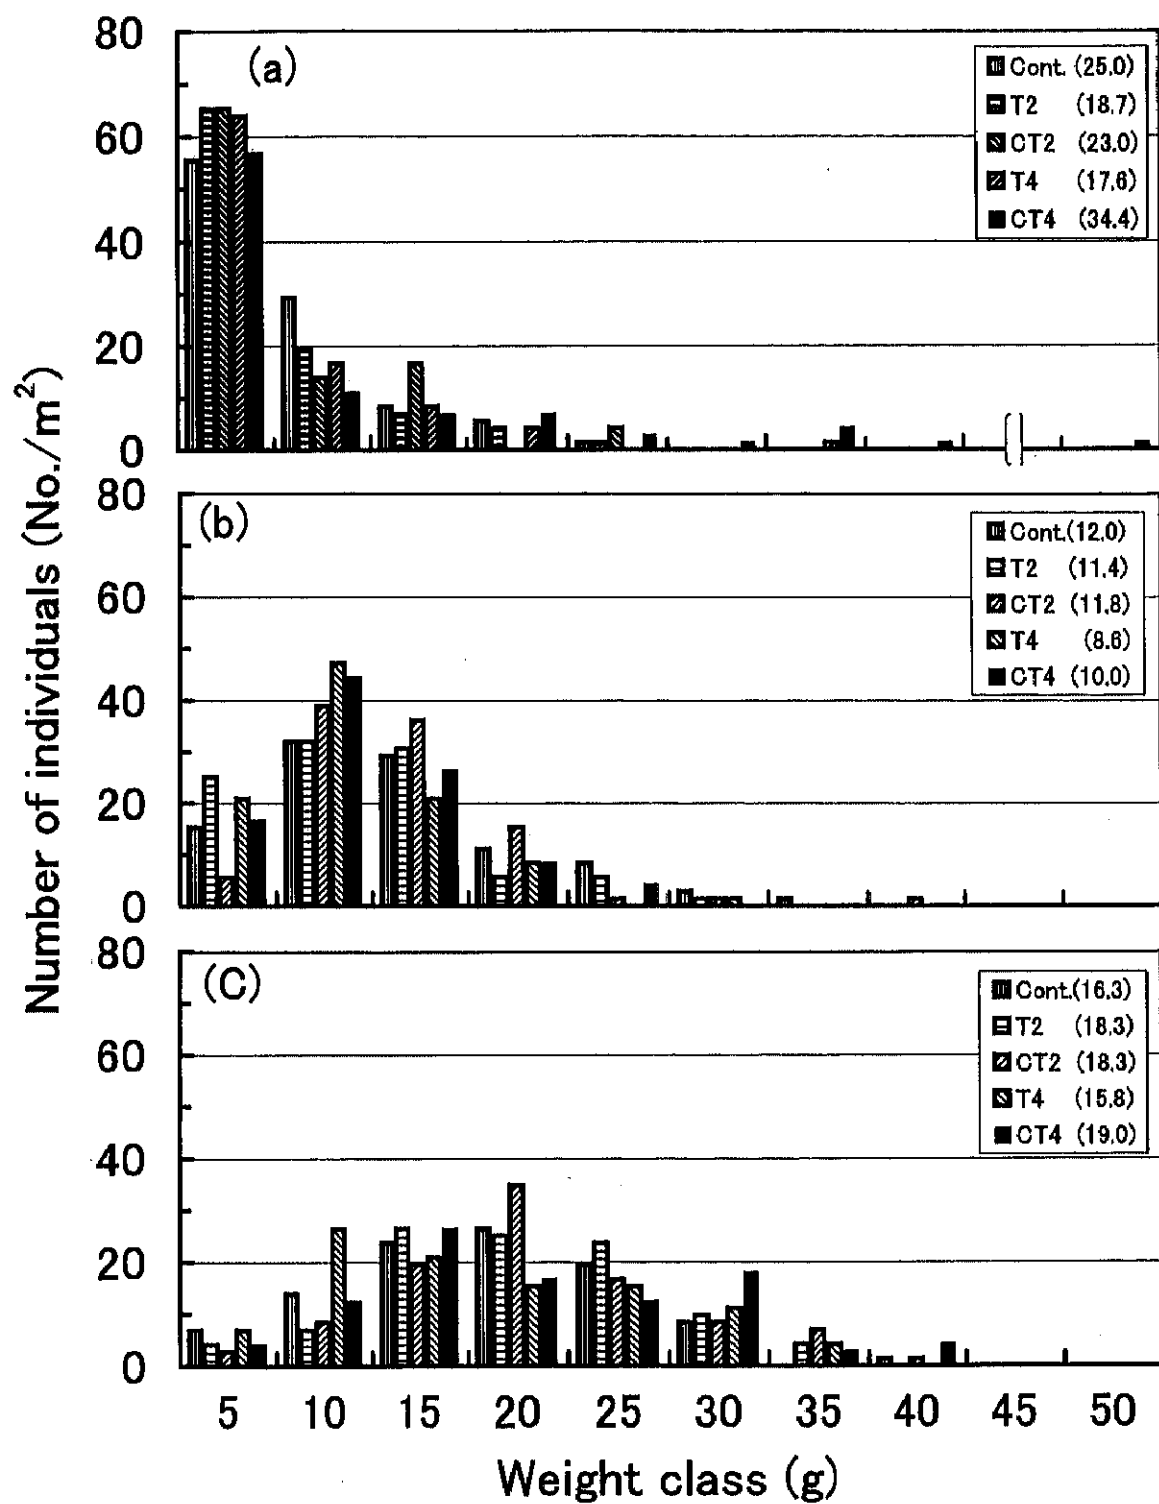 Number of individuals (No./m²)
80
60
40
20
0
(a)
Cont. (25.0)
T2 (18.7)
CT2 (23.0)
T4 (17.6)
CT4 (34.4)
80
60
40
20
0
(b)
Cont.(12.0)
T2 (11.4)
CT2 (11.8)
T4 (8.6)
CT4 (10.0)
80
60
40
20
0
(C)
Cont.(16.3)
T2 (18.3)
CT2 (18.3)
T4 (15.8)
CT4 (19.0)
5 10 15 20 25 30 35 40 45 50
Weight class (g)